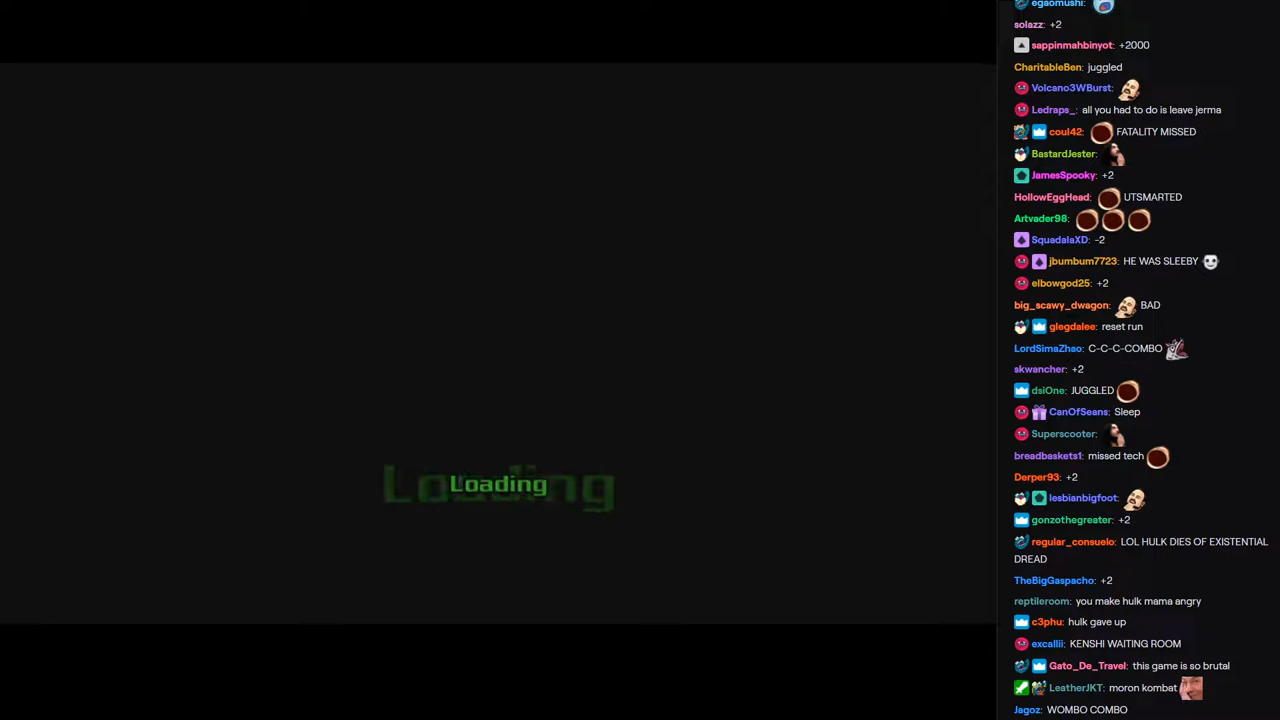 egaomushi:
solazz: +2
sappinmahbinyot: +2000
CharitableBen: juggled
Volcano3WBurst:
Ledraps_: all you had to do is leave jerma
coul42: FATALITY MISSED
BastardJester:
JamesSpooky: +2
HollowEggHead: UTSMARTED
Artvader98:
SquadalaXD: -2
jbumbum7723: HE WAS SLEEBY
elbowgod25: +2
big_scawy_dwagon: BAD
glegdalee: reset run
LordSimaZhao: C-C-C-COMBO
skwancher: +2
dsiOne: JUGGLED
CanOfSeans: Sleep
Superscooter:
breadbaskets1: missed tech
Derper93: +2
lesbianbigfoot:
gonzothegreater: +2
regular_consuelo: LOL HULK DIES OF EXISTENTIAL
DREAD
TheBigGaspacho: +2
reptileroom: you make hulk mama angry
c3phu: hulk gave up
excallii: KENSHI WAITING ROOM
Gato_De_Travel: this game is so brutal
LeatherJKT: moron kombat
Jagoz: WOMBO COMBO
Loading
Loading